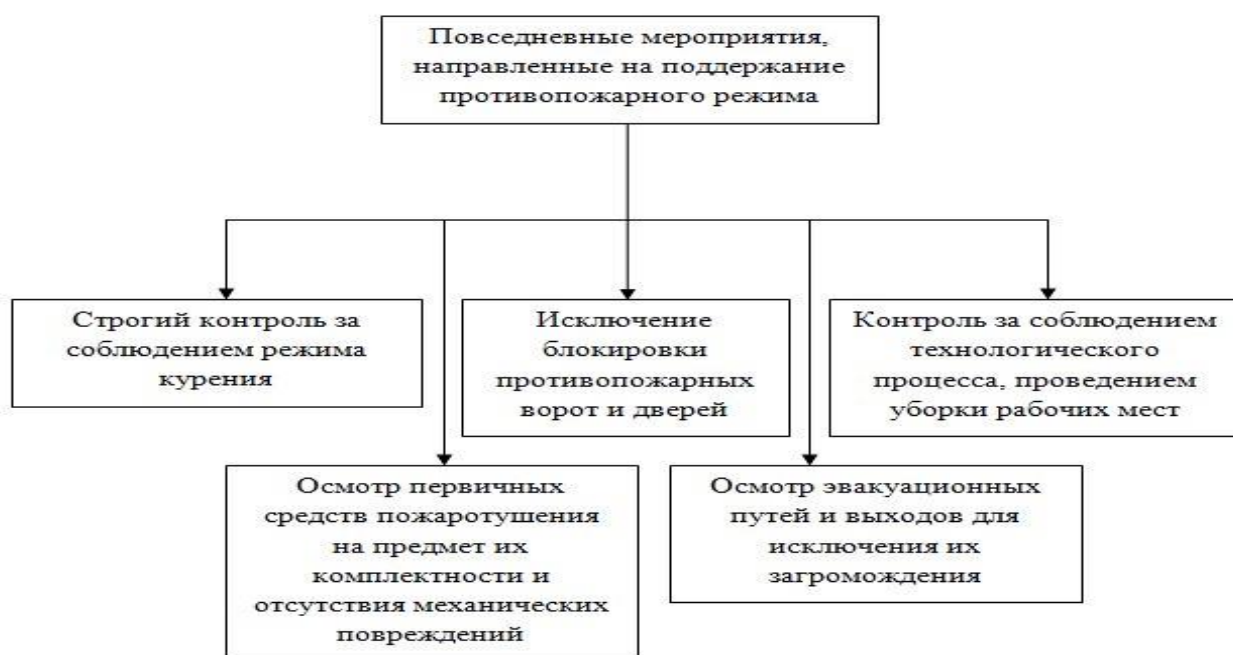 Повседневные мероприятия,
направленные на поддержание
противопожарного режима
Строгий контроль за
соблюдением режима
курения
Исключение
блокировки
противопожарных
ворот и дверей
Контроль за соблюдением
технологического
процесса, проведением
уборки рабочих мест
Осмотр первичных
средств пожаротушения
на предмет их
комплектности и
отсутствия механических
повреждений
Осмотр эвакуационных
путей и выходов для
исключения их
загромождения